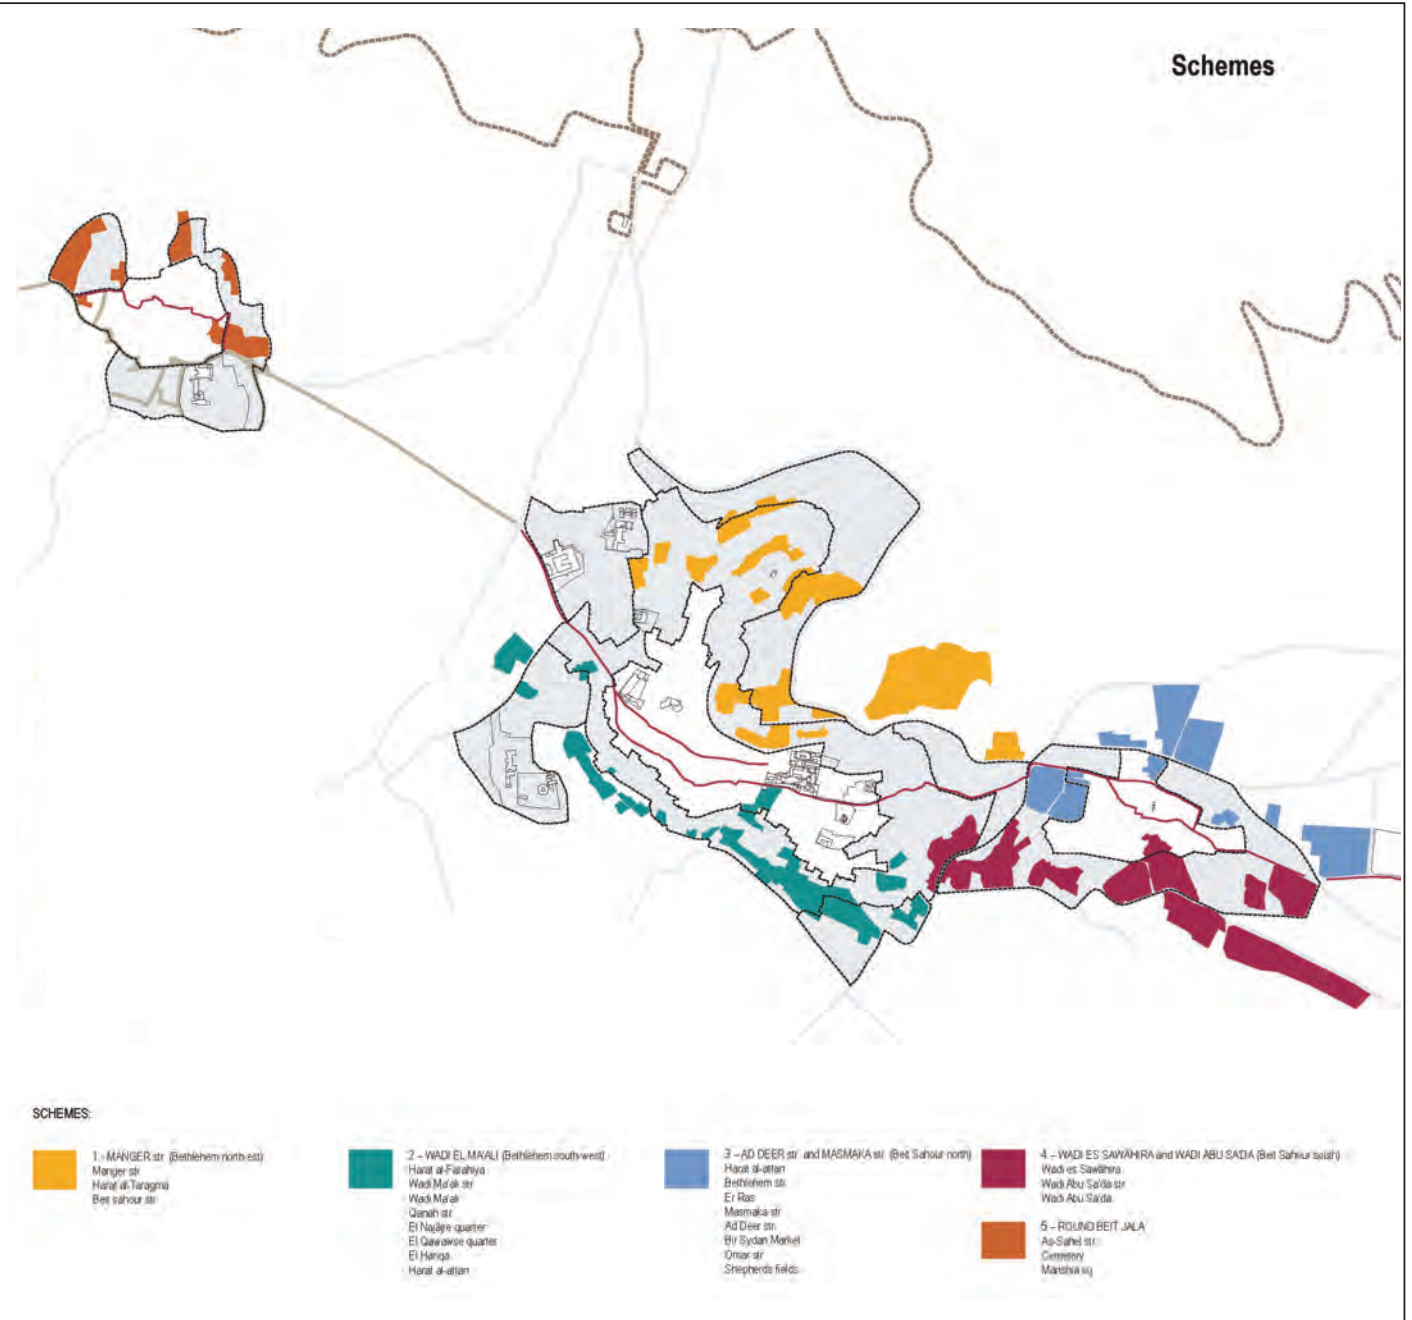 Schemes
SCHEMES:
1 - MANGER str (Bethlehem north-est)
Manger str
Harat al-Taragma
Beit sahour str
2 - WADI EL MA'ALI (Bethlehem south-west)
Harat al-Farahiya
Wadi Ma'ali str
Wadi Ma'ali
Qanah str
El Najajre quarter
El Qawawse quarter
El Hariqa
Harat al-attari
3 - AD DEER str and MASMAKA str (Beit Sahour north)
Harat al-attari
Bethlehem str
Er Ras
Masmaka str
Ad Deer str
Bir Sydan Market
Omar str
Shepherds fields
4 - WADI ES SAWÂHIRA and WADI ABU SA'DA (Beit Sahour south)
Wadi es Sawâhira
Wadi Abu Sa'da str
Wadi Abu Sa'da
5 - ROUND BEIT JALA
As-Sahel str
Cemetery
Manshia sq